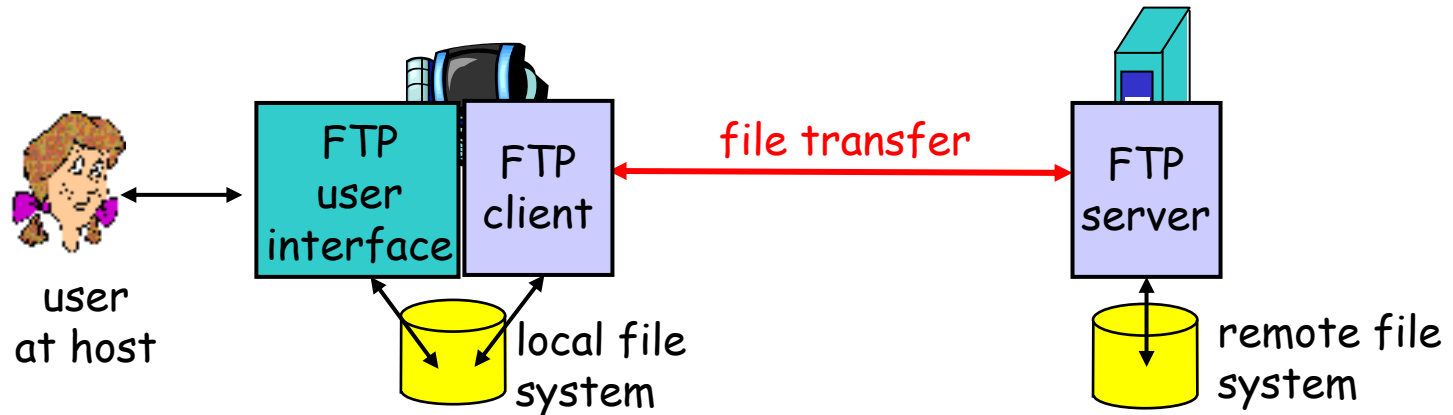 FTP
user
interface
FTP
client
file transfer
FTP
server
user
at host
local file
system
remote file
system